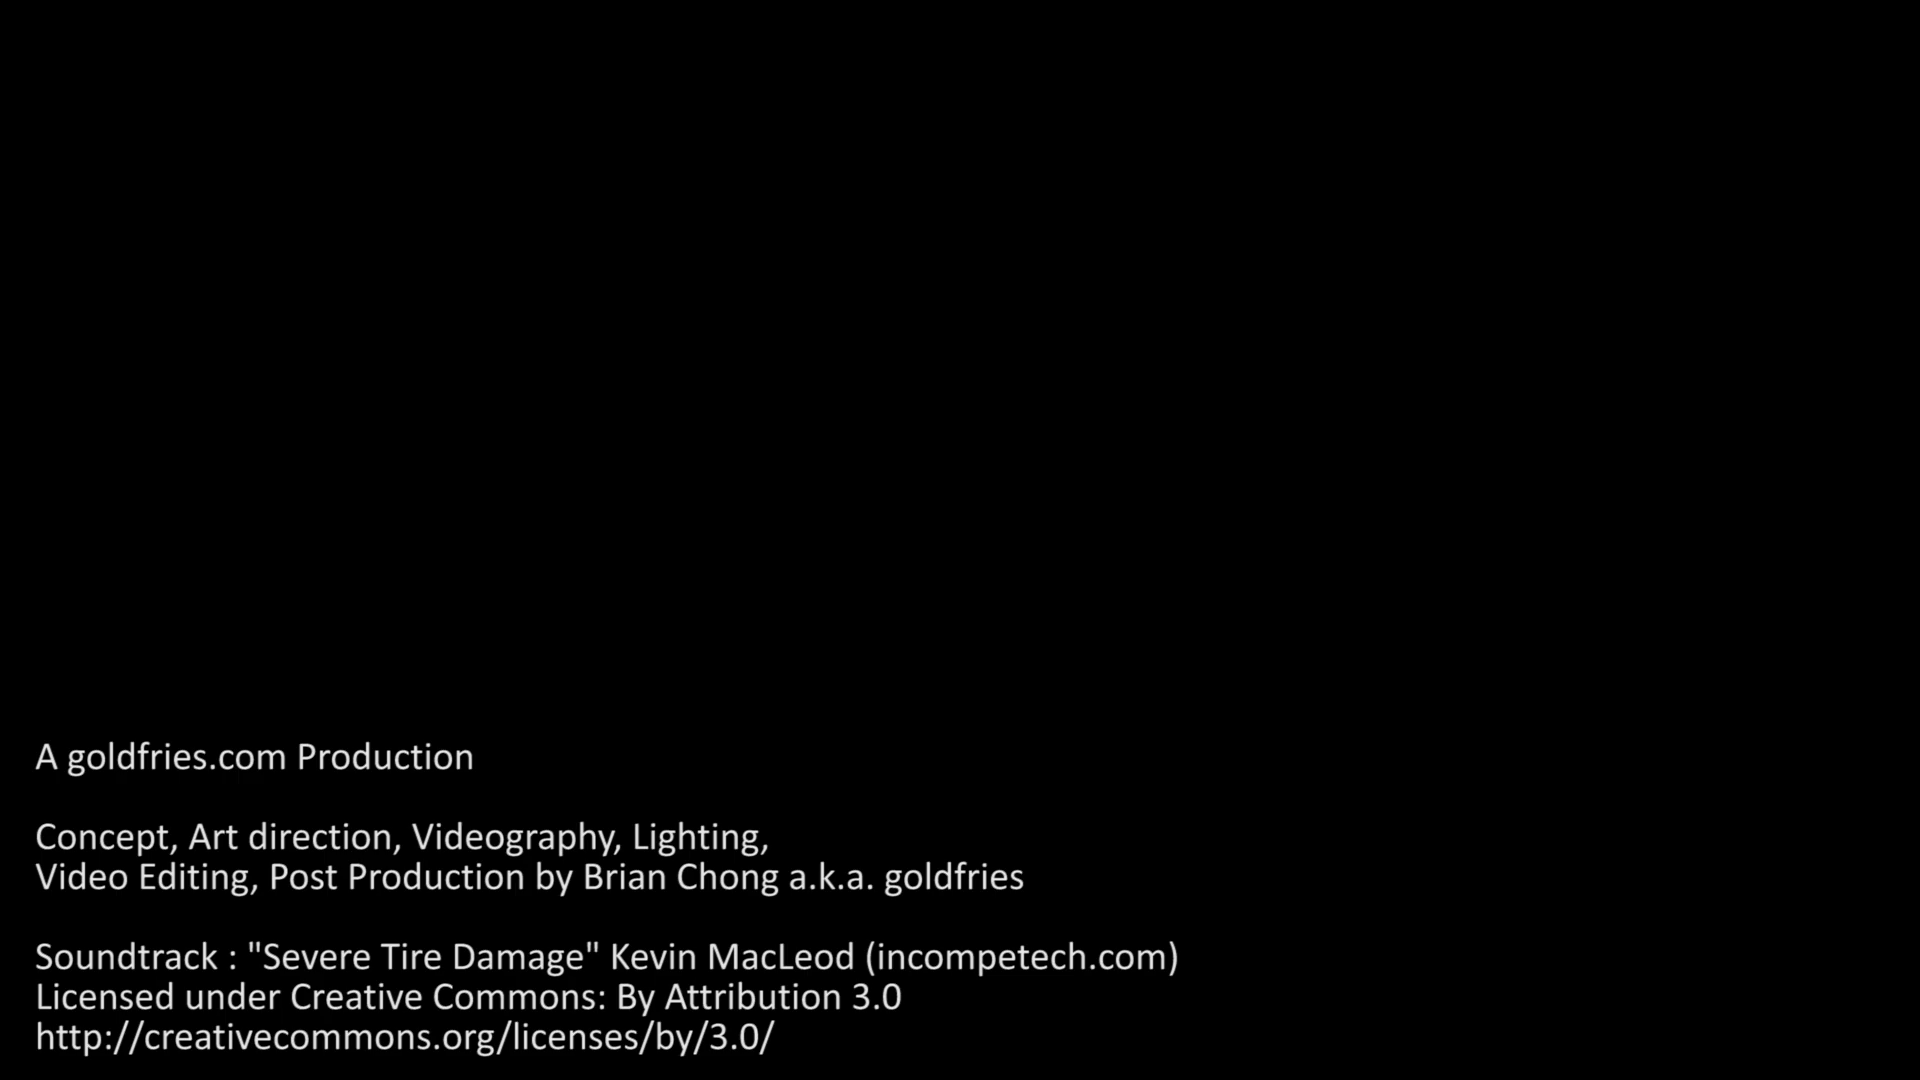 A goldfries.com Production
Concept, Art direction, Videography, Lighting,
Video Editing, Post Production by Brian Chong a.k.a. goldfries
Soundtrack : "Severe Tire Damage" Kevin MacLeod (incompetech.com)
Licensed under Creative Commons: By Attribution 3.0
http://creativecommons.org/licenses/by/3.0/